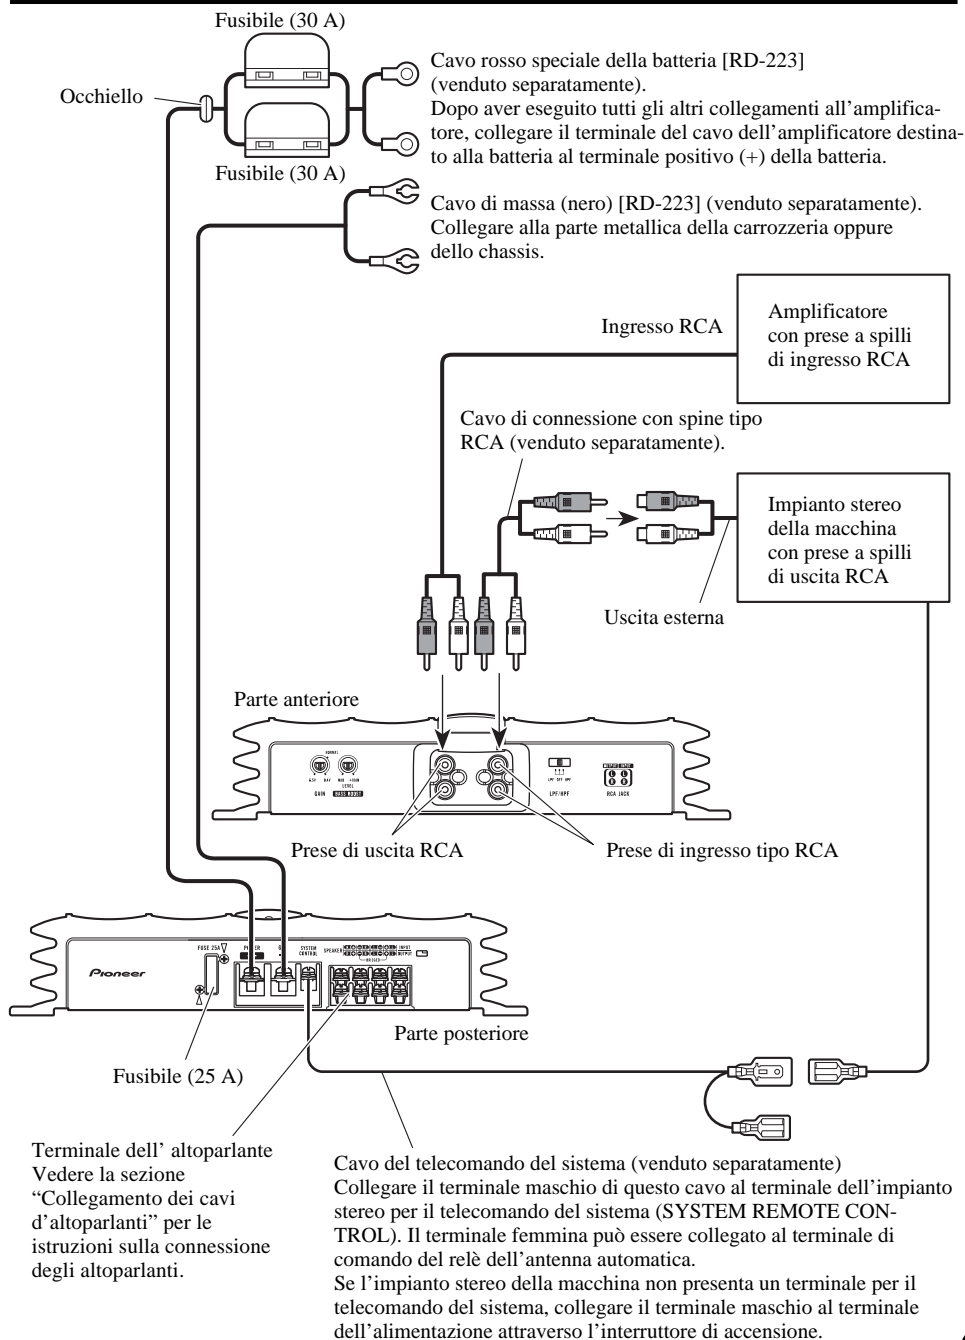 Fusibile (30 A)
Occhiello
Fusibile (30 A)
Cavo rosso speciale della batteria [RD-223]
(venduto separatamente).
Dopo aver eseguito tutti gli altri collegamenti all'amplifica-
tore, collegare il terminale del cavo dell'amplificatore destina-
to alla batteria al terminale positivo (+) della batteria.
Cavo di massa (nero) [RD-223] (venduto separatamente).
Collegare alla parte metallica della carrozzeria oppure
dello chassis.
Ingresso RCA
Amplificatore
con prese a spilli
di ingresso RCA
Cavo di connessione con spine tipo
RCA (venduto separatamente).
Impianto stereo
della macchina
con prese a spilli
di uscita RCA
Uscita esterna
Parte anteriore
NORMAL
LEVEL
GAIN
BASS BOOST
LPF OFF HPF
LPF/HPF
OUTPUT INPUT
RCA JACK
Prese di uscita RCA
Prese di ingresso tipo RCA
Pioneer
FUSE 25A
SYSTEM
CONTROL
SPEAKER
INPUT
OUTPUT
Parte posteriore
Fusibile (25 A)
Terminale dell' altoparlante
Vedere la sezione
“Collegamento dei cavi
d'altoparlanti” per le
istruzioni sulla connessione
degli altoparlanti.
Cavo del telecomando del sistema (venduto separatamente)
Collegare il terminale maschio di questo cavo al terminale dell'impianto
stereo per il telecomando del sistema (SYSTEM REMOTE CON-
TROL). Il terminale femmina può essere collegato al terminale di
comando del relè dell'antenna automatica.
Se l'impianto stereo della macchina non presenta un terminale per il
telecomando del sistema, collegare il terminale maschio al terminale
dell'alimentazione attraverso l'interruttore di accensione.